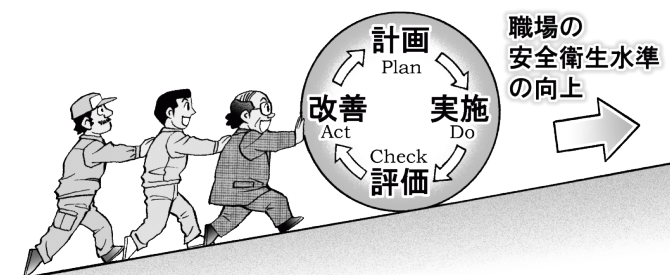 計画
Plan
実施
Do
Check
評価
改善
Act
職場の
安全衛生水準
の向上